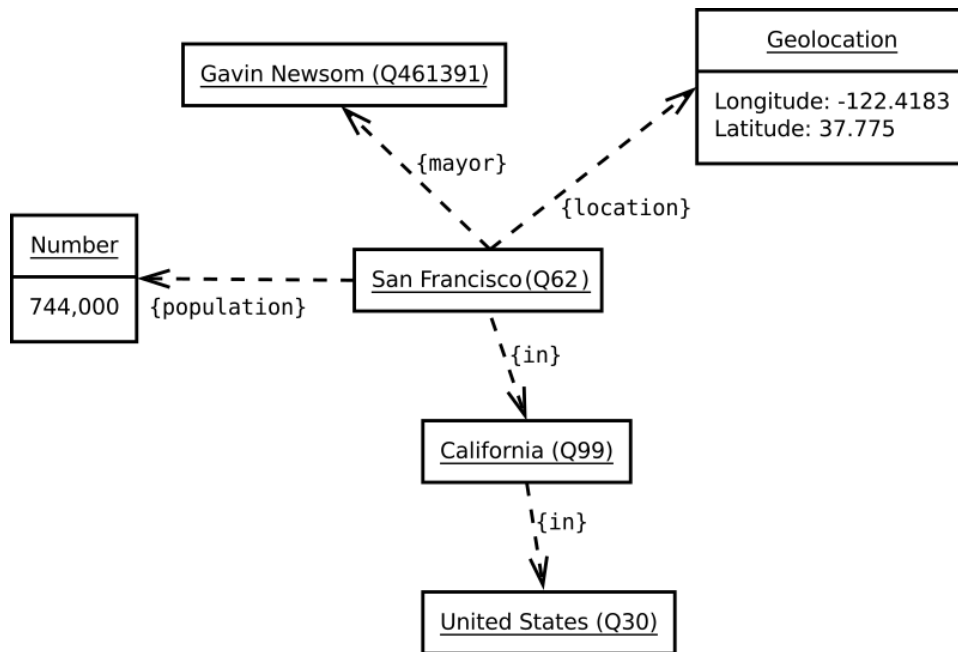 Geolocation
Longitude: -122.4183
Latitude: 37.775
Gavin Newsom (Q461391)
{mayor}
{location}
Number
744,000
{population}
San Francisco (Q62)
{in}
California (Q99)
{in}
United States (Q30)